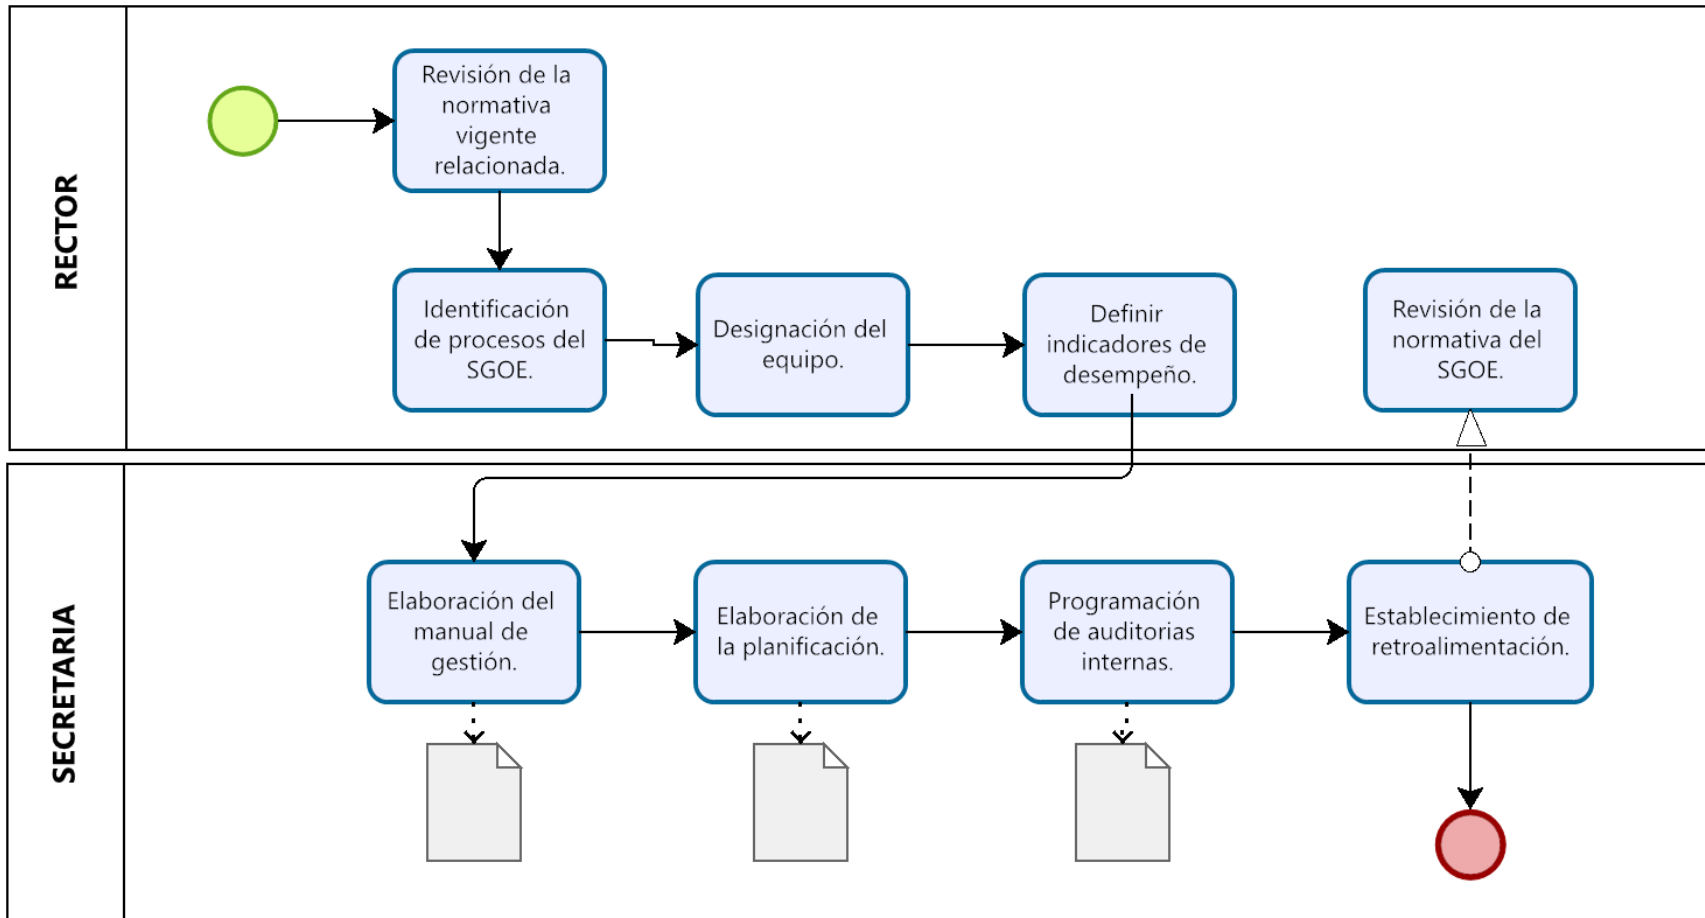 RECTOR
Revisión de la
normativa
vigente
relacionada.
Identificación
de procesos del
SGOE.
Designación del
equipo.
Definir
indicadores de
desempeño.
Revisión de la
normativa del
SGOE.
SECRETARIA
Elaboración del
manual de
gestión.
Elaboración de
la planificación.
Programación
de auditorias
internas.
Establecimiento de
retroalimentación.